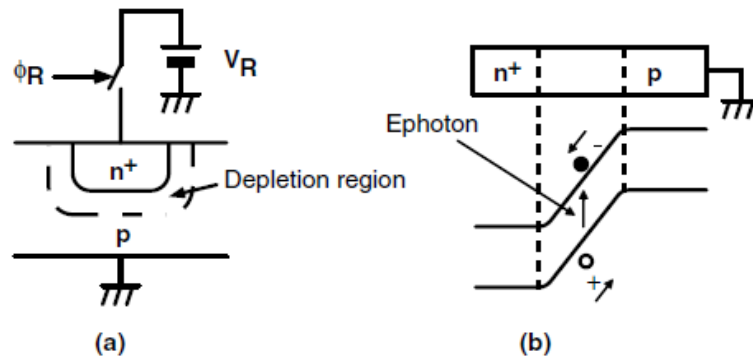 ϕR
VR
n+
Depletion region
p
(a)
n+
p
Ephoton
-
+
(b)